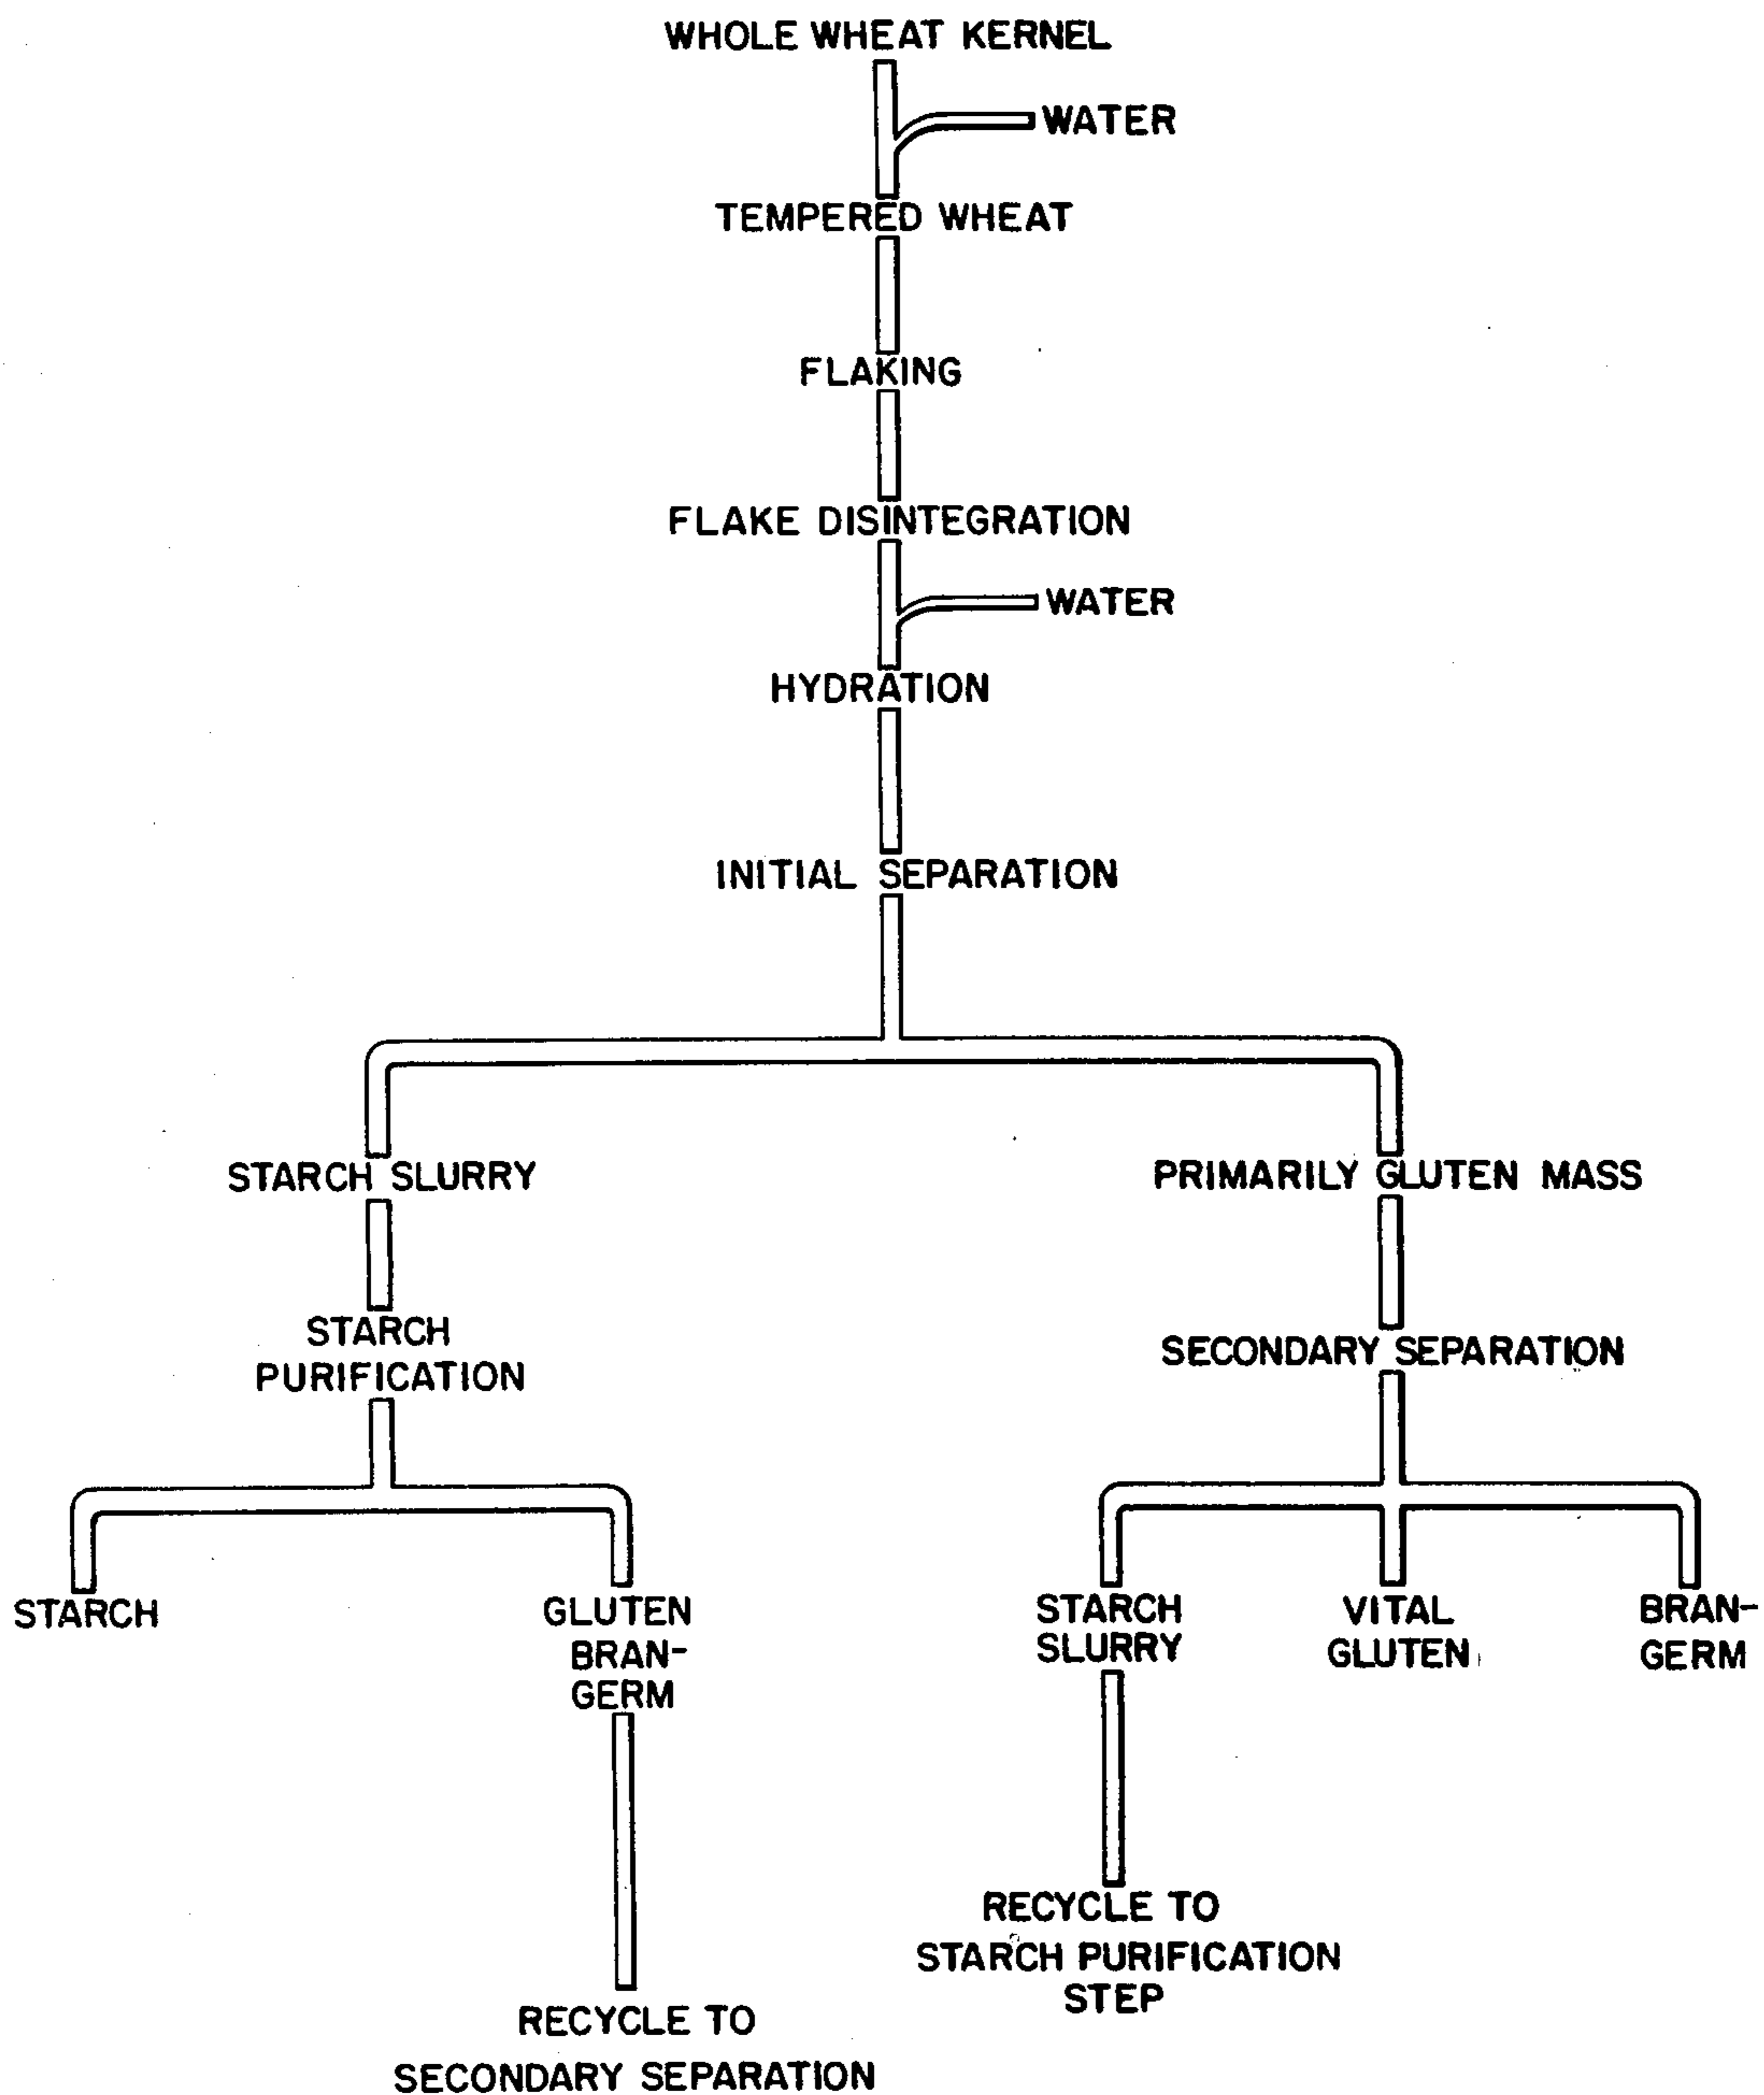 WHOLE WHEAT KERNEL
WATER
TEMPERED WHEAT
FLAKING
FLAKE DISINTEGRATION
WATER
HYDRATION
INITIAL SEPARATION
STARCH SLURRY
PRIMARILY GLUTEN MASS
STARCH
PURIFICATION
SECONDARY SEPARATION
STARCH
GLUTEN
BRAN-
GERM
STARCH
SLURRY
VITAL
GLUTEN
BRAN-
GERM
RECYCLE TO
STARCH PURIFICATION
STEP
RECYCLE TO
SECONDARY SEPARATION